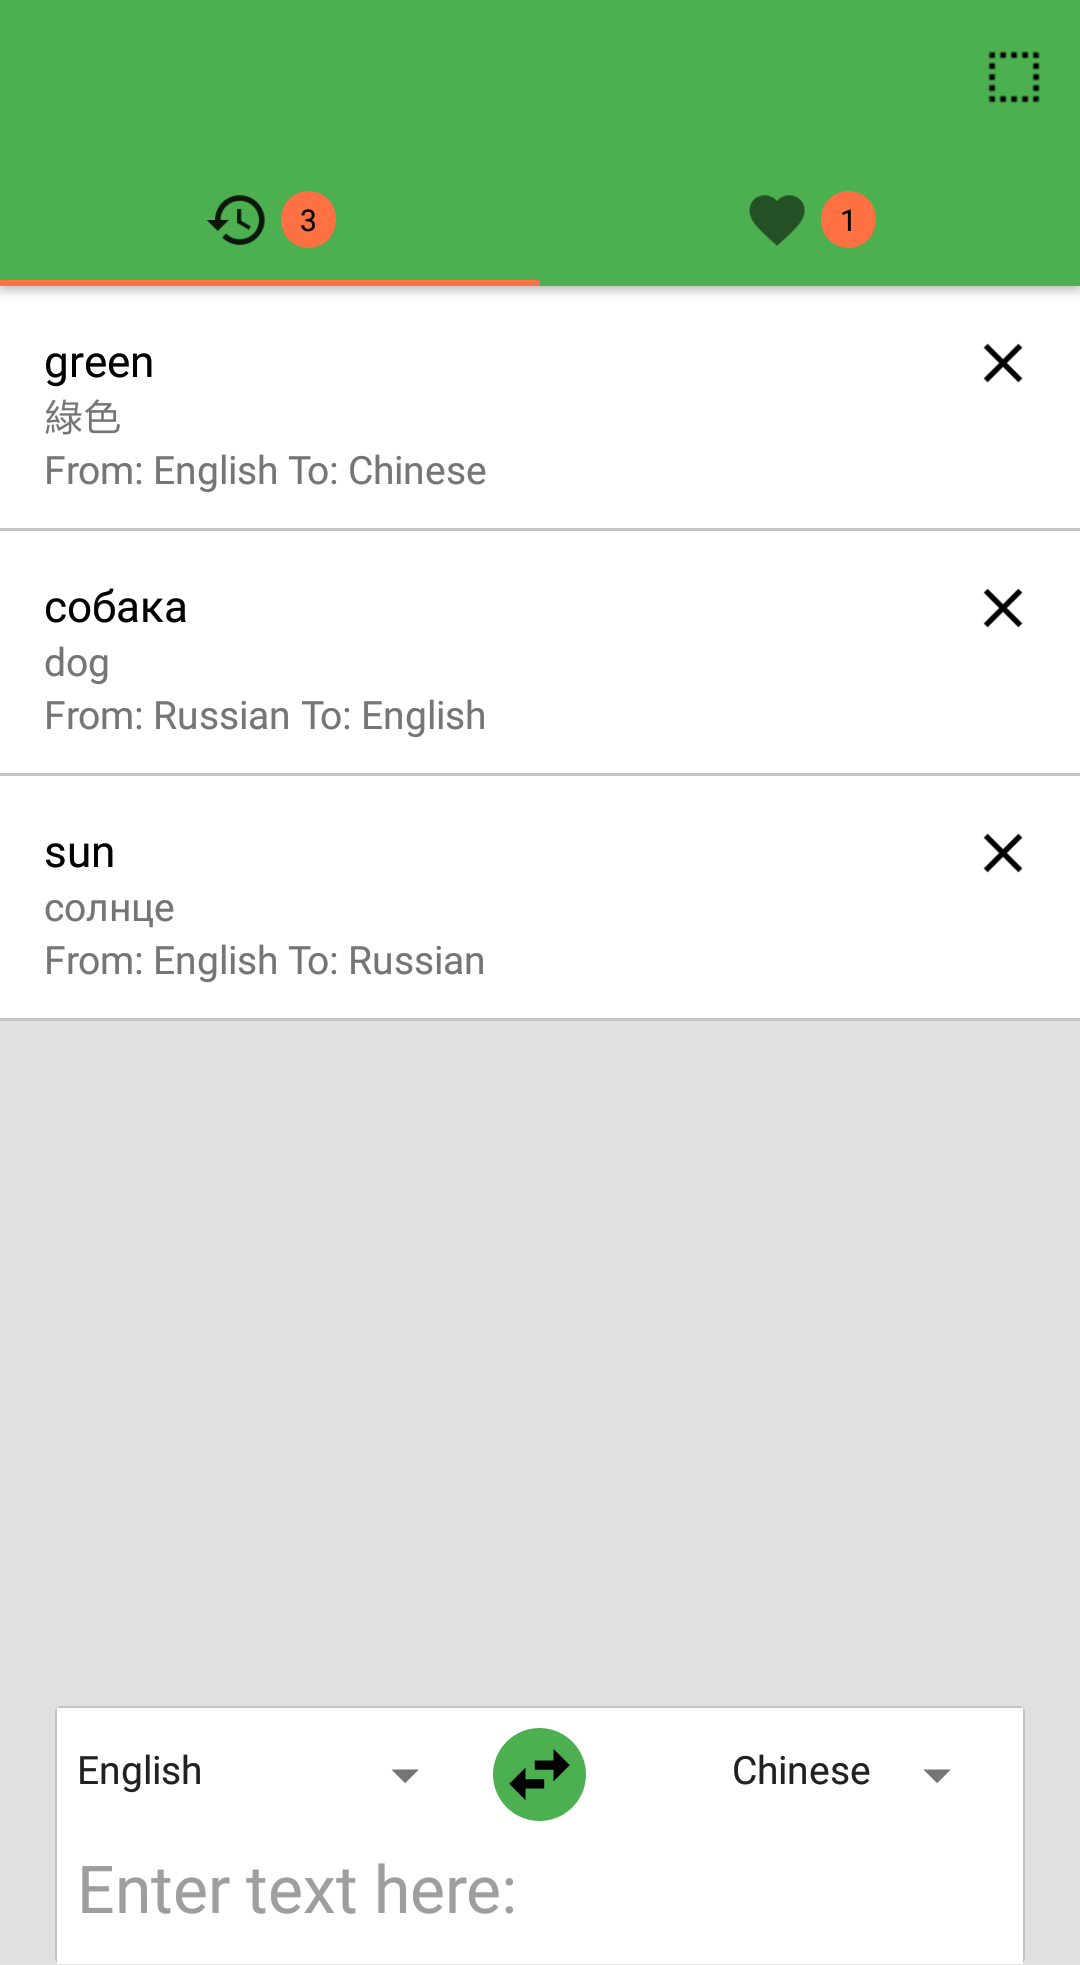 3
1
green
綠色
From: English To: Chinese
собака
dog
From: Russian To: English
sun
солнце
From: English To: Russian
English
Chinese
Enter text here: